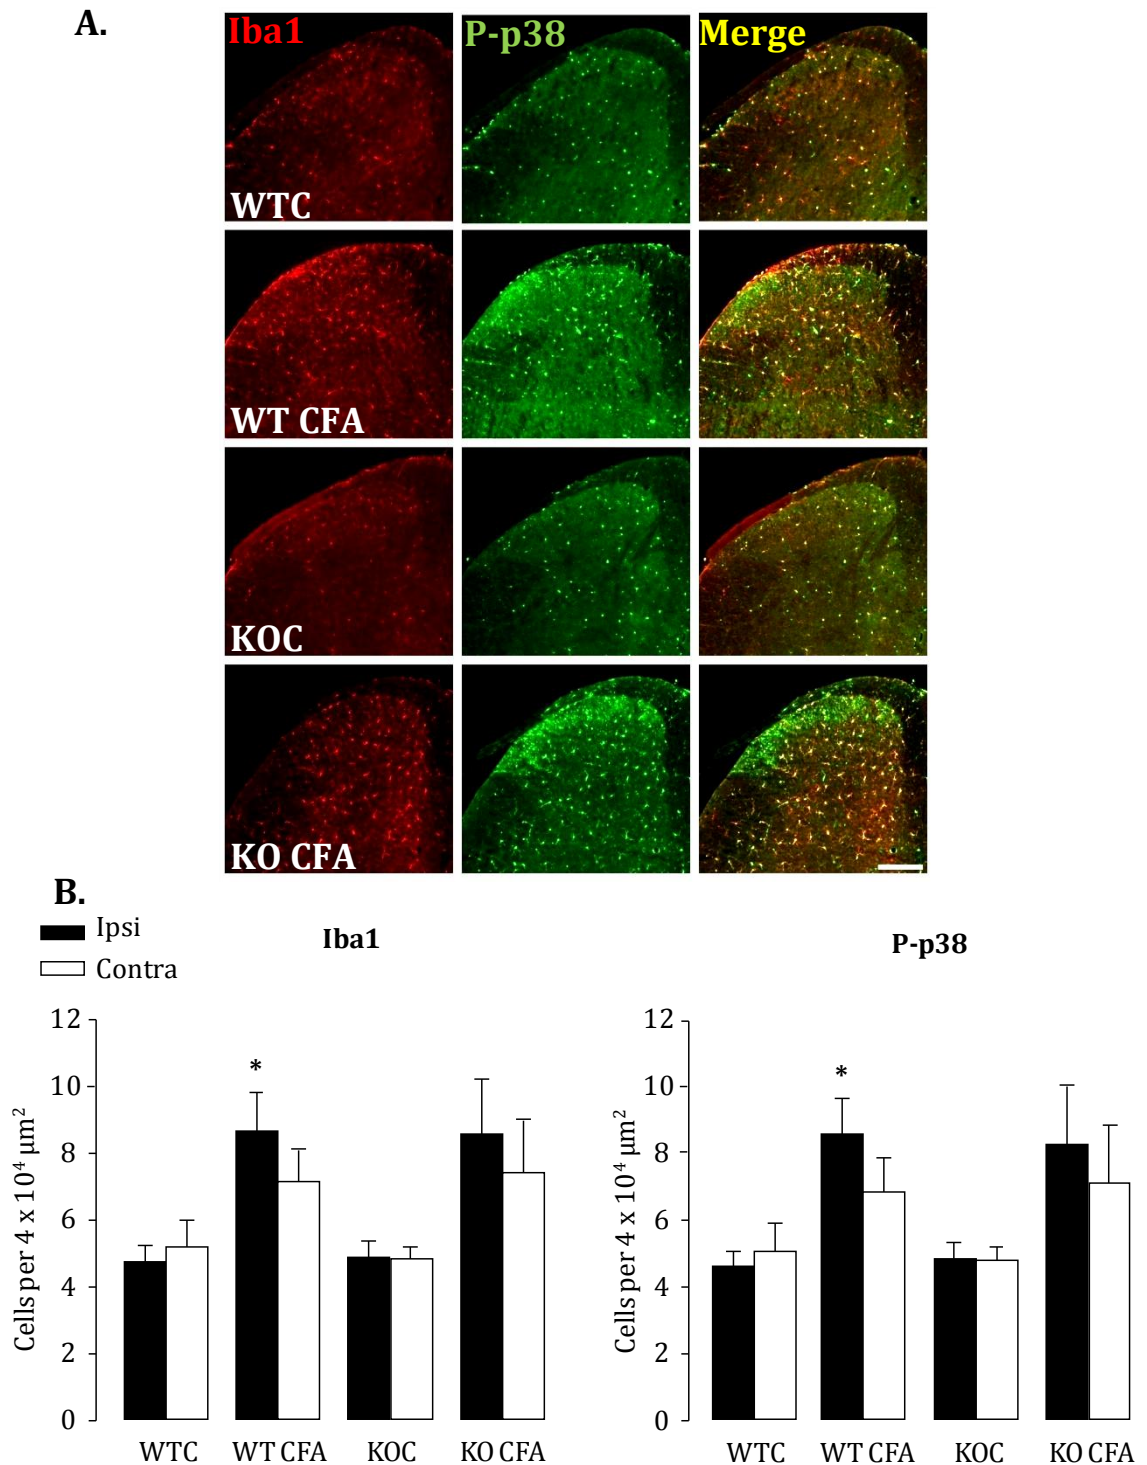 A.
Iba1 P-p38 Merge
WTC
WT CFA
KOC
KO CFA
B.
Ipsi
Contra
Iba1
Cells per 4 x 10⁴ μm²
12
10
8
6
4
2
0
*
WTC WT CFA KOC KO CFA
P-p38
Cells per 4 x 10⁴ μm²
12
10
8
6
4
2
0
*
WTC WT CFA KOC KO CFA